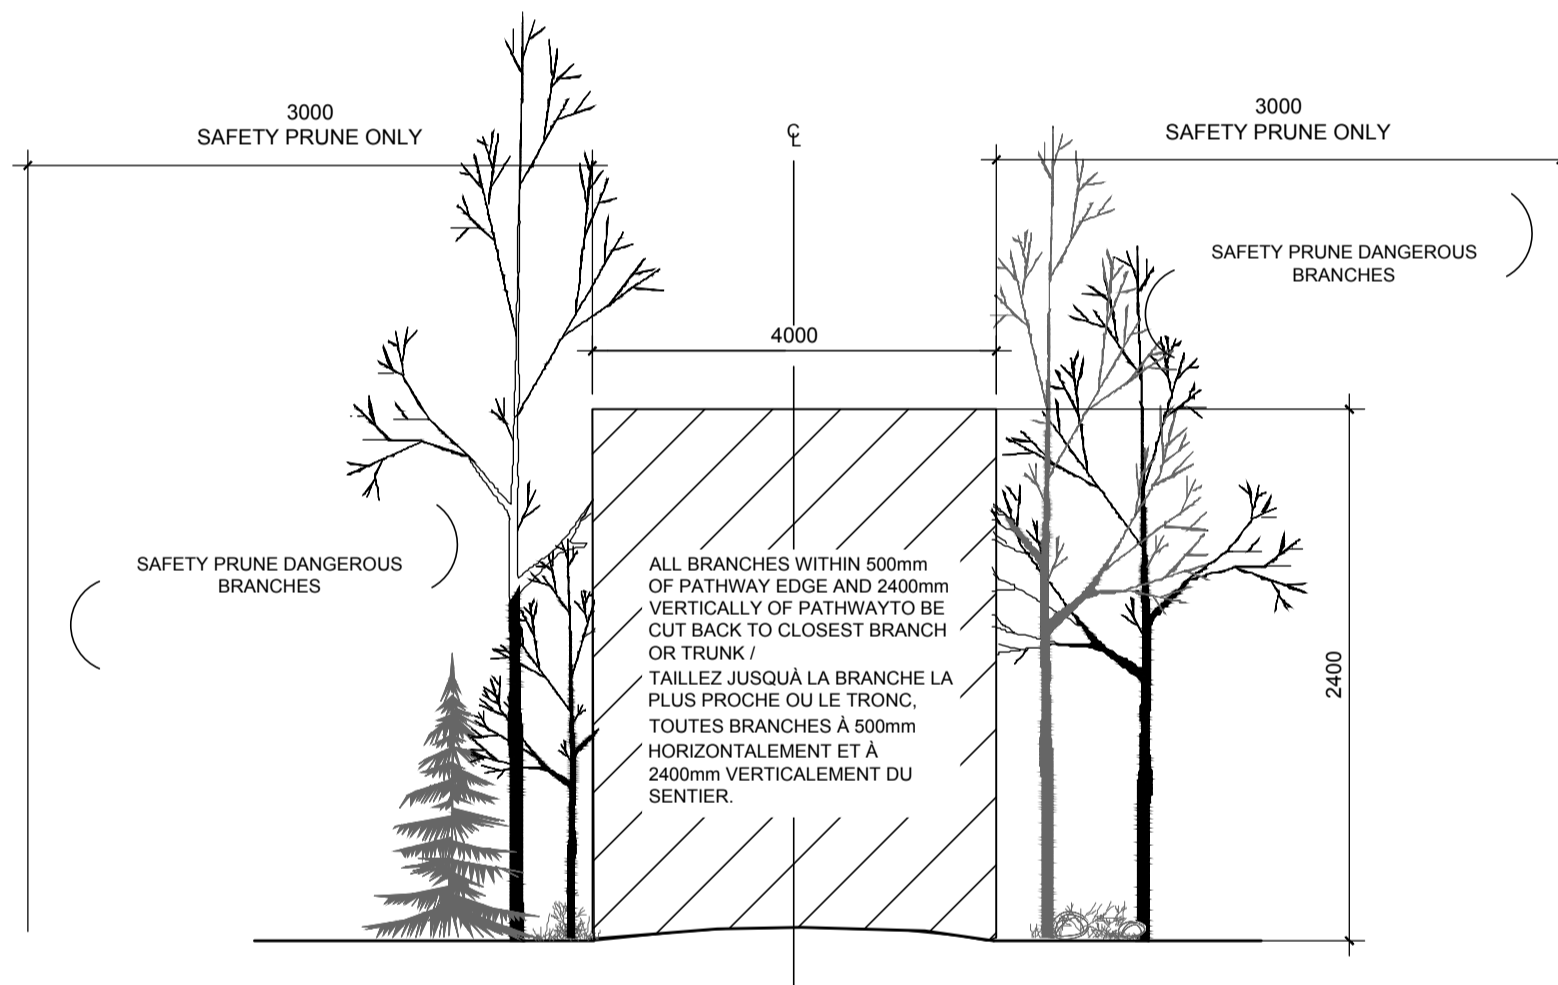 3000
SAFETY PRUNE ONLY
℄
3000
SAFETY PRUNE ONLY
SAFETY PRUNE DANGEROUS
BRANCHES
4000
SAFETY PRUNE DANGEROUS
BRANCHES
ALL BRANCHES WITHIN 500mm
OF PATHWAY EDGE AND 2400mm
VERTICALLY OF PATHWAYTO BE
CUT BACK TO CLOSEST BRANCH
OR TRUNK /
TAILLEZ JUSQUÀ LA BRANCHE LA
PLUS PROCHE OU LE TRONC,
TOUTES BRANCHES À 500mm
HORIZONTALEMENT ET À
2400mm VERTICALEMENT DU
SENTIER.
2400